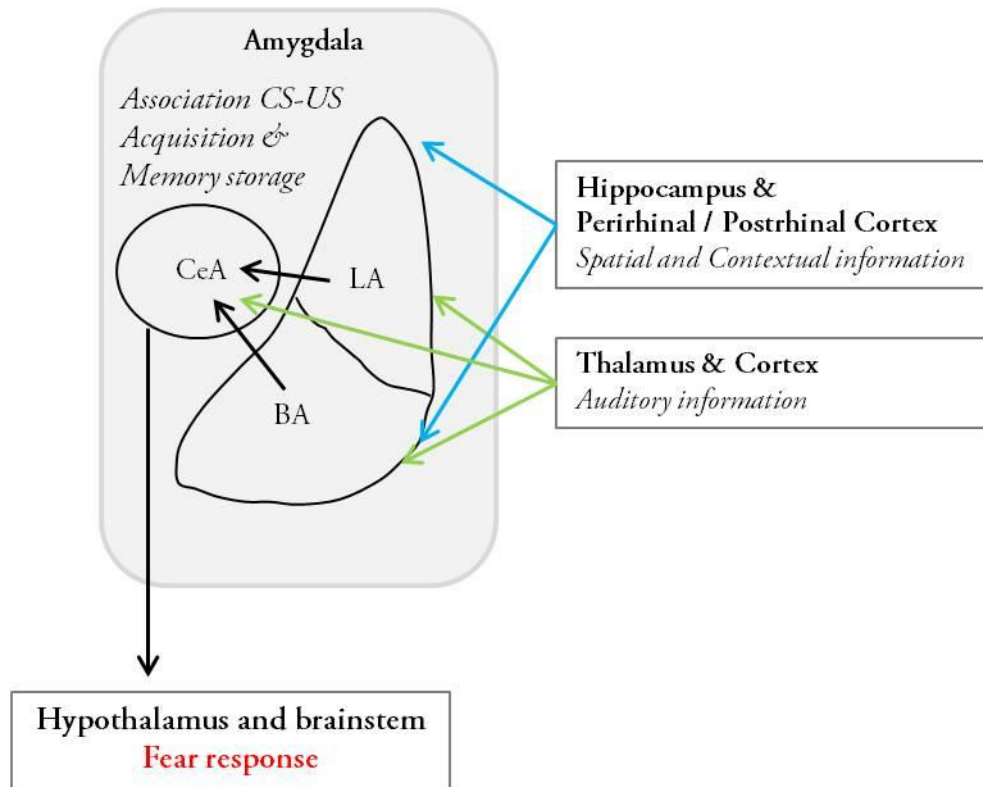 Amygdala
Association CS-US
Acquisition &
Memory storage
CeA
LA
BA
Hippocampus &
Perirhinal / Postrhinal Cortex
Spatial and Contextual information
Thalamus & Cortex
Auditory information
Hypothalamus and brainstem
Fear response